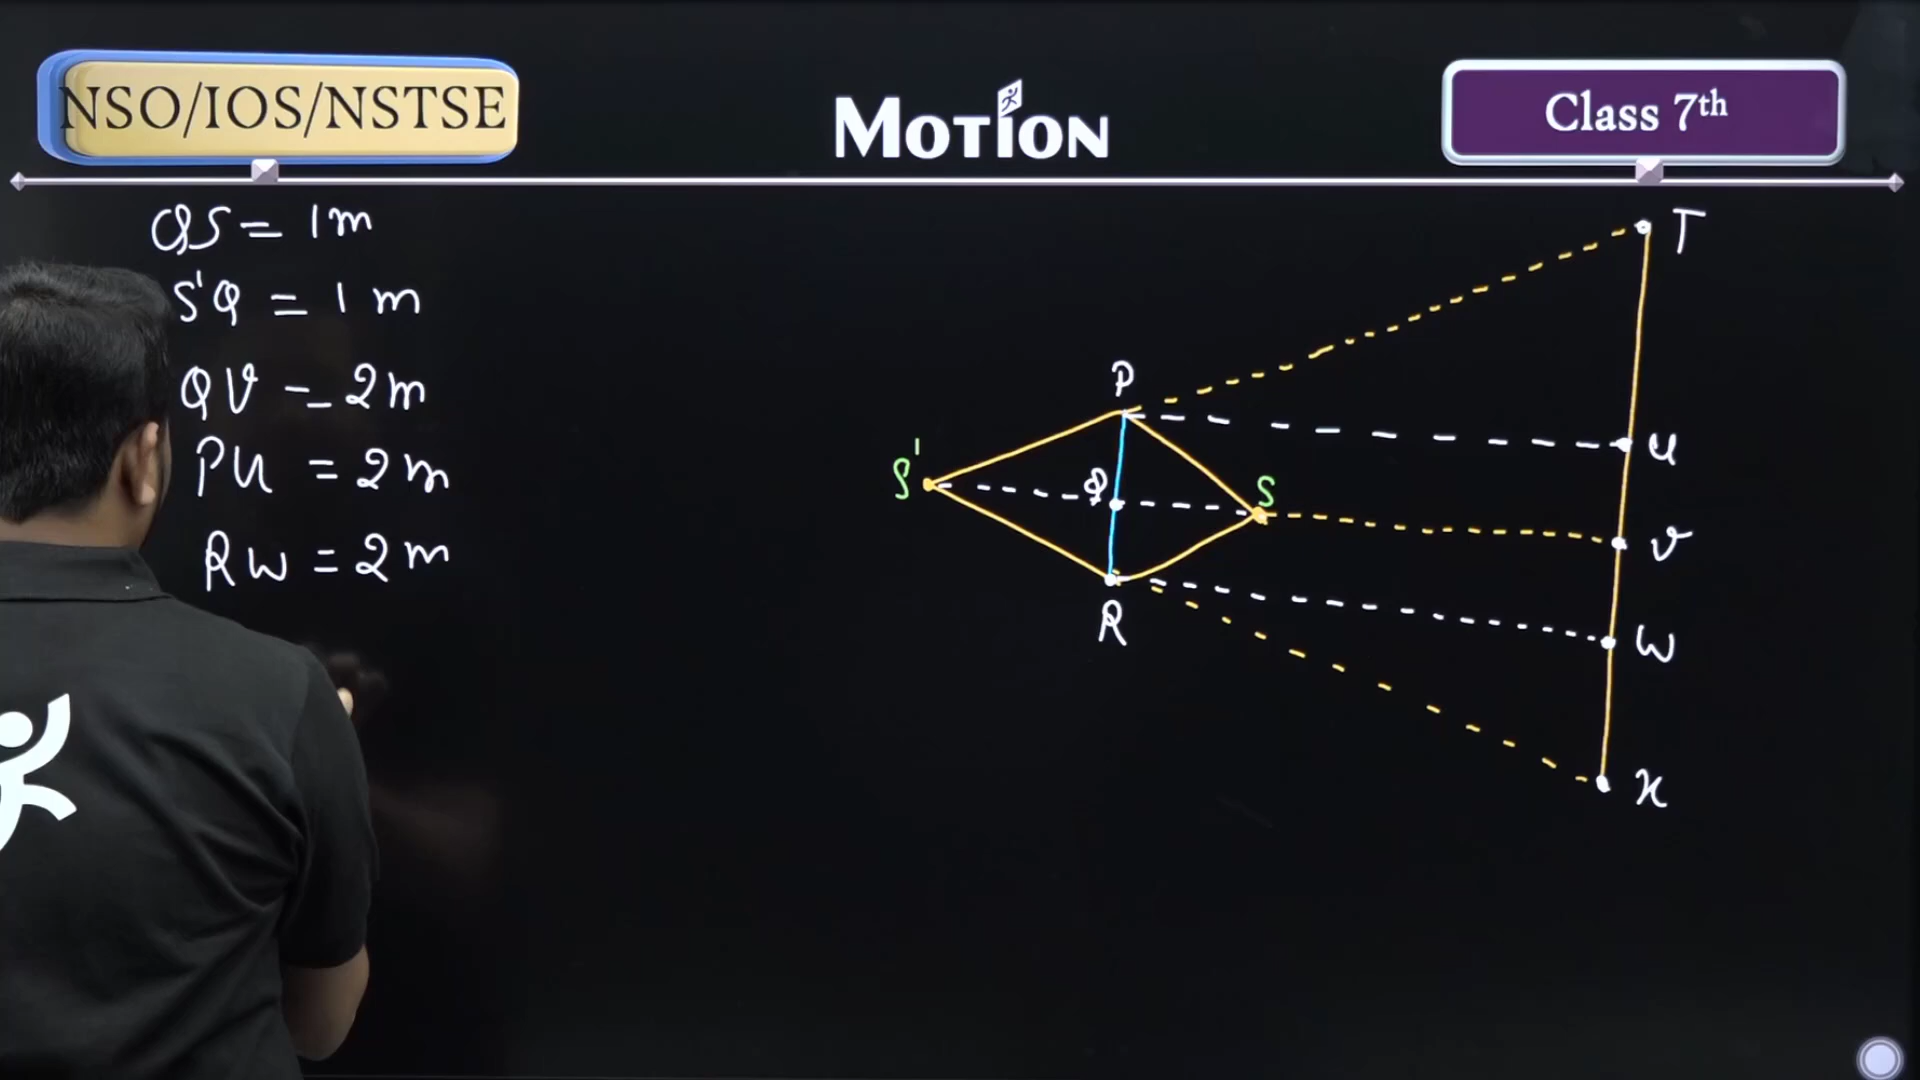 NSO/IOS/NSTSE
MOTION
Class 7th
QS = 1m
S'Q = 1 m
QV = 2m
PU = 2m
RW = 2m
T
P
U
S'
Q
S
V
R
W
X